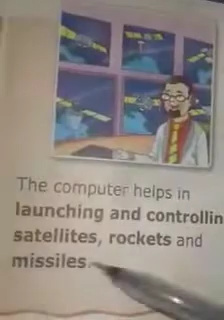 The computer helps in
launching and controllin
satellites, rockets and
missiles.